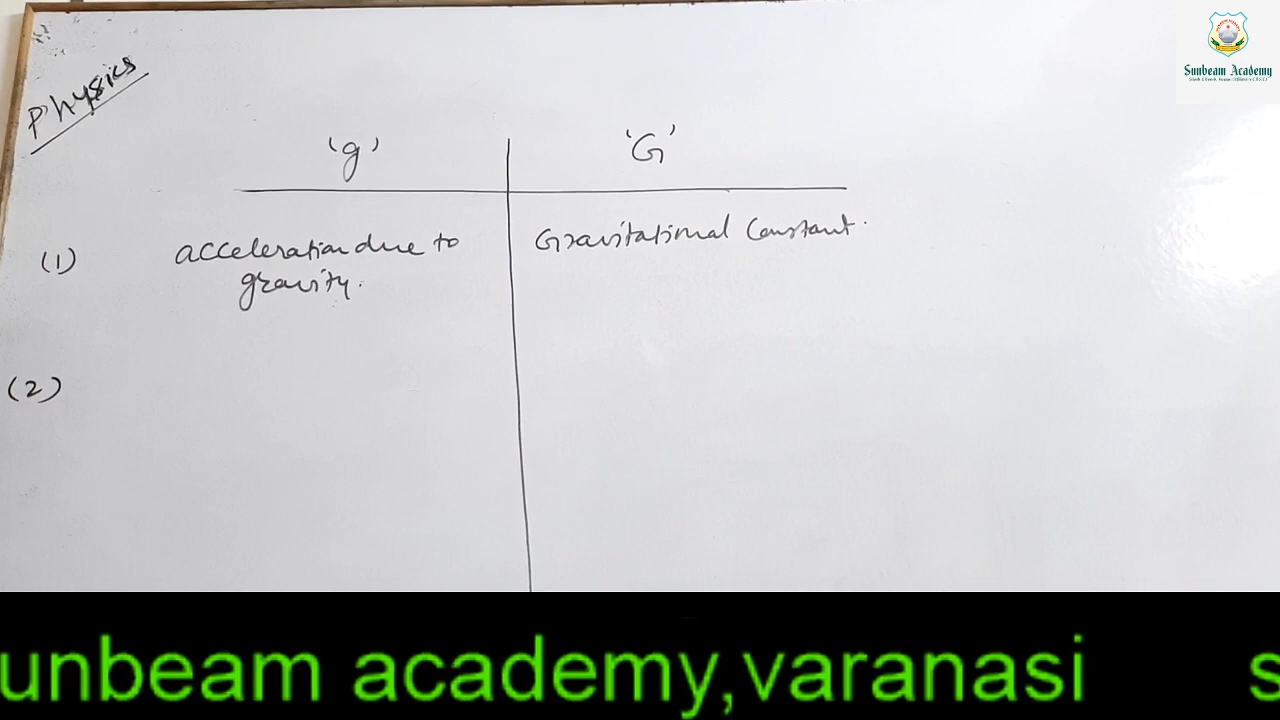 Sunbeam Academy
Physics
'g' 'G'
(1) acceleration due to Gravitational Constant.
gravity.
(2)
unbeam academy,varanasi s